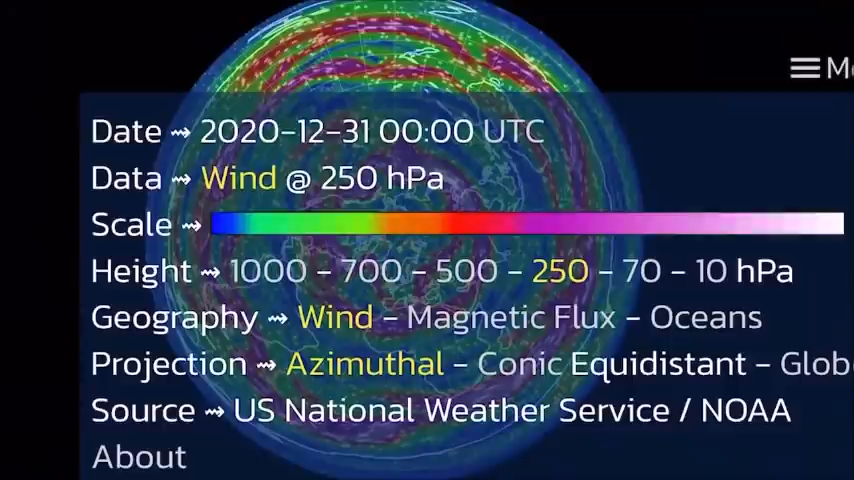 Date ⇝ 2020-12-31 00:00 UTC
Data ⇝ Wind @ 250 hPa
Scale ⇝
Height ⇝ 1000 - 700 - 500 - 250 - 70 - 10 hPa
Geography ⇝ Wind - Magnetic Flux - Oceans
Projection ⇝ Azimuthal - Conic Equidistant -
Source ⇝ US National Weather Service / NOAA
About